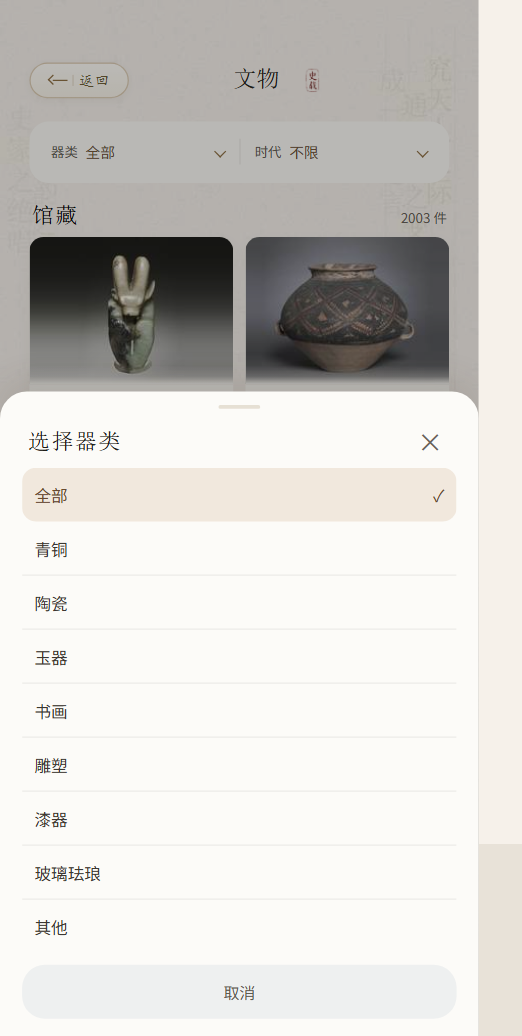 返回
文物
史载
器类 全部
时代 不限
馆藏
2003 件
选择器类
全部
青铜
陶瓷
玉器
书画
雕塑
漆器
玻璃珐琅
其他
取消